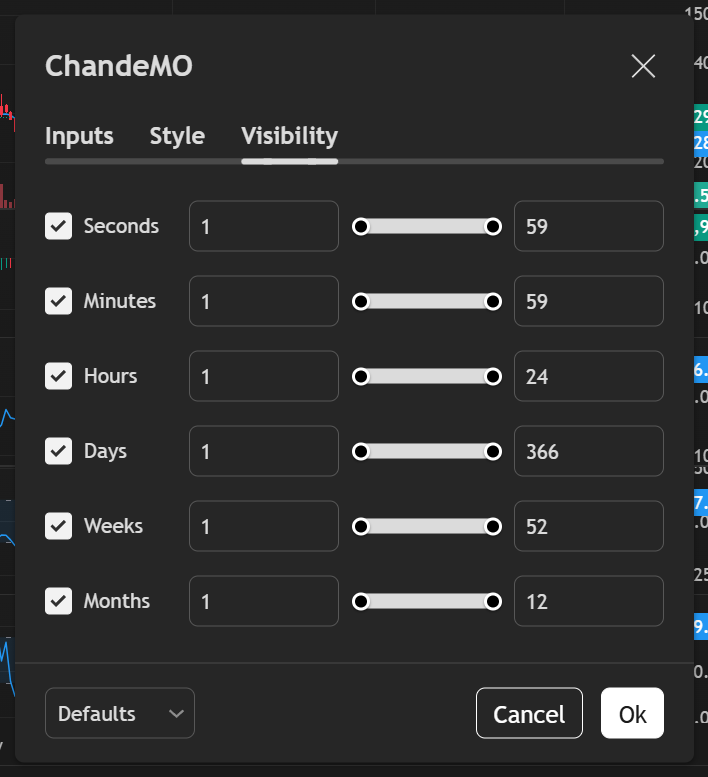 ChandeMO
Inputs Style Visibility
Seconds 1 59
Minutes 1 59
Hours 1 24
Days 1 366
Weeks 1 52
Months 1 12
Defaults Cancel Ok